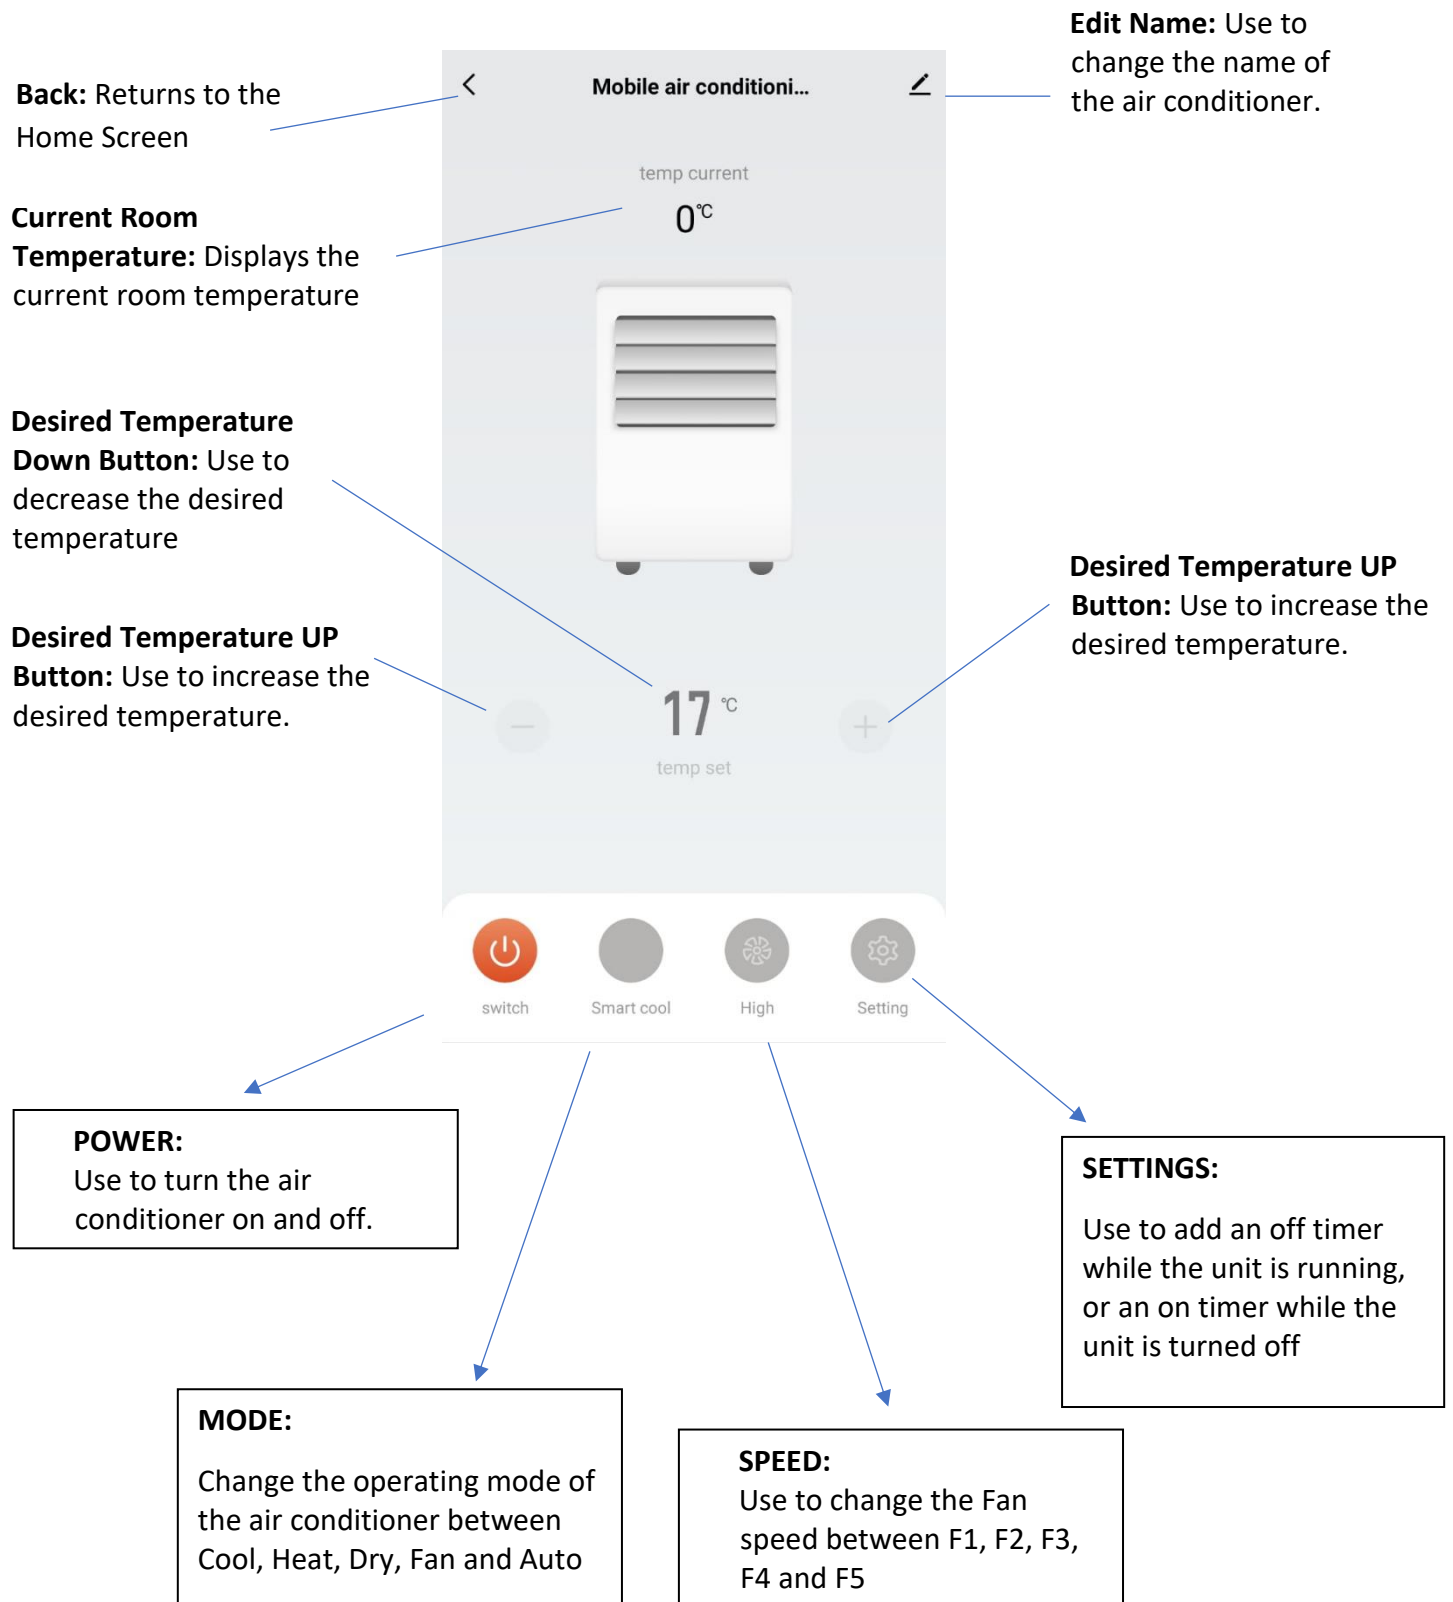 Edit Name: Use to
change the name of
the air conditioner.
Back: Returns to the
Home Screen
Mobile air conditioni...
temp current
0℃
Current Room
Temperature: Displays the
current room temperature
Desired Temperature
Down Button: Use to
decrease the desired
temperature
Desired Temperature UP
Button: Use to increase the
desired temperature.
Desired Temperature UP
Button: Use to increase the
desired temperature.
17 ℃
temp set
switch
Smart cool
High
Setting
POWER:
Use to turn the air
conditioner on and off.
SETTINGS:
Use to add an off timer
while the unit is running,
or an on timer while the
unit is turned off
MODE:
Change the operating mode of
the air conditioner between
Cool, Heat, Dry, Fan and Auto
SPEED:
Use to change the Fan
speed between F1, F2, F3,
F4 and F5